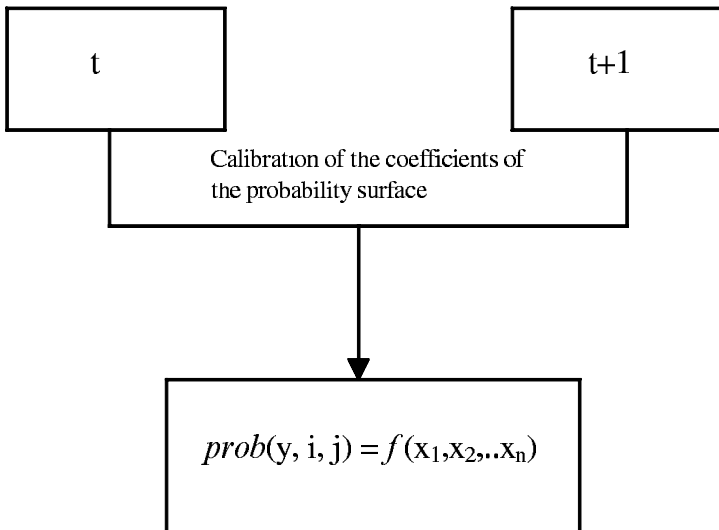 t
t+1
Calibration of the coefficients of
the probability surface
prob(y, i, j) = f(x₁,x₂,..xₙ)